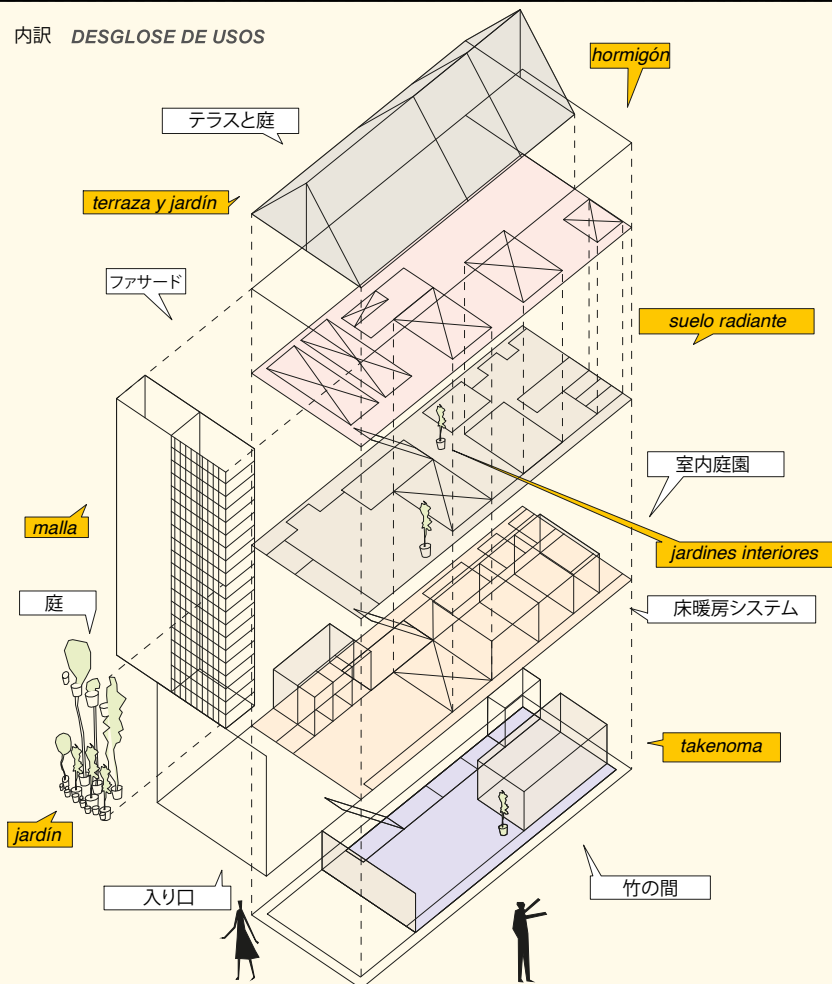 内訳 DESGLOSE DE USOS
hormigón
テラスと庭
terraza y jardín
ファサード
suelo radiante
室内庭園
malla
jardines interiores
庭
床暖房システム
takenoma
jardín
入り口
竹の間